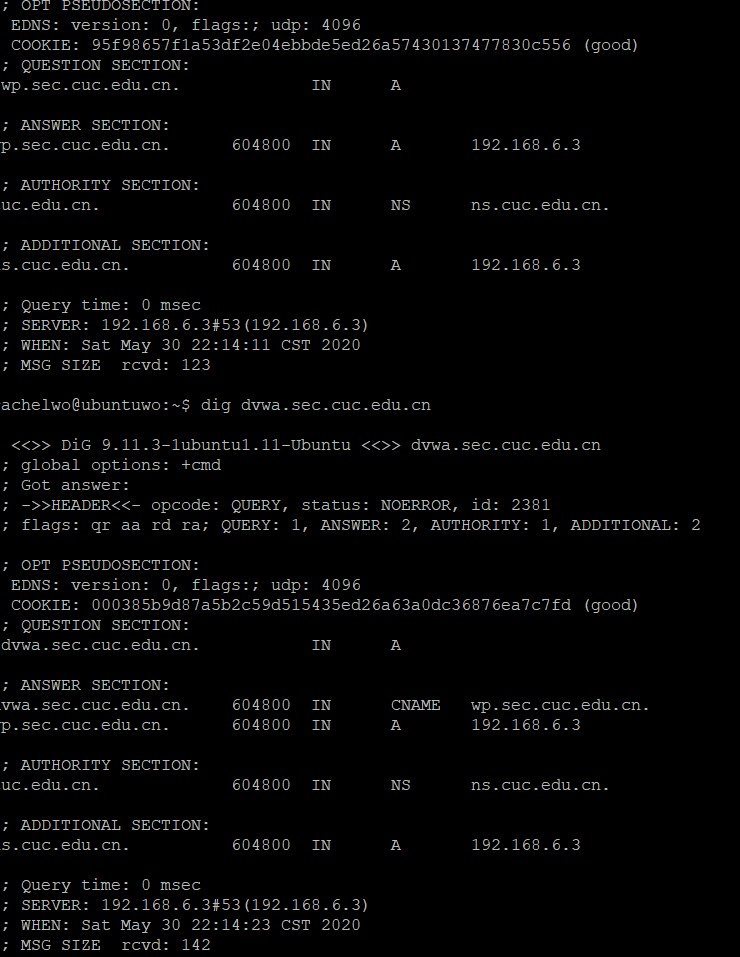 ; OPT PSEUDOSECTION:
EDNS: version: 0, flags:; udp: 4096
COOKIE: 95f98657f1a53df2e04ebbde5ed26a57430137477830c556 (good)
; QUESTION SECTION:
wp.sec.cuc.edu.cn. IN A
; ANSWER SECTION:
p.sec.cuc.edu.cn. 604800 IN A 192.168.6.3
; AUTHORITY SECTION:
uc.edu.cn. 604800 IN NS ns.cuc.edu.cn.
; ADDITIONAL SECTION:
s.cuc.edu.cn. 604800 IN A 192.168.6.3
; Query time: 0 msec
; SERVER: 192.168.6.3#53(192.168.6.3)
; WHEN: Sat May 30 22:14:11 CST 2020
; MSG SIZE rcvd: 123
achelwo@ubuntuwo:~$ dig dvwa.sec.cuc.edu.cn
<<>> DiG 9.11.3-1ubuntu1.11-Ubuntu <<>> dvwa.sec.cuc.edu.cn
; global options: +cmd
; Got answer:
; ->>HEADER<<- opcode: QUERY, status: NOERROR, id: 2381
; flags: qr aa rd ra; QUERY: 1, ANSWER: 2, AUTHORITY: 1, ADDITIONAL: 2
; OPT PSEUDOSECTION:
EDNS: version: 0, flags:; udp: 4096
COOKIE: 000385b9d87a5b2c59d515435ed26a63a0dc36876ea7c7fd (good)
; QUESTION SECTION:
dvwa.sec.cuc.edu.cn. IN A
; ANSWER SECTION:
vwa.sec.cuc.edu.cn. 604800 IN CNAME wp.sec.cuc.edu.cn.
p.sec.cuc.edu.cn. 604800 IN A 192.168.6.3
; AUTHORITY SECTION:
uc.edu.cn. 604800 IN NS ns.cuc.edu.cn.
; ADDITIONAL SECTION:
s.cuc.edu.cn. 604800 IN A 192.168.6.3
; Query time: 0 msec
; SERVER: 192.168.6.3#53(192.168.6.3)
; WHEN: Sat May 30 22:14:23 CST 2020
; MSG SIZE rcvd: 142